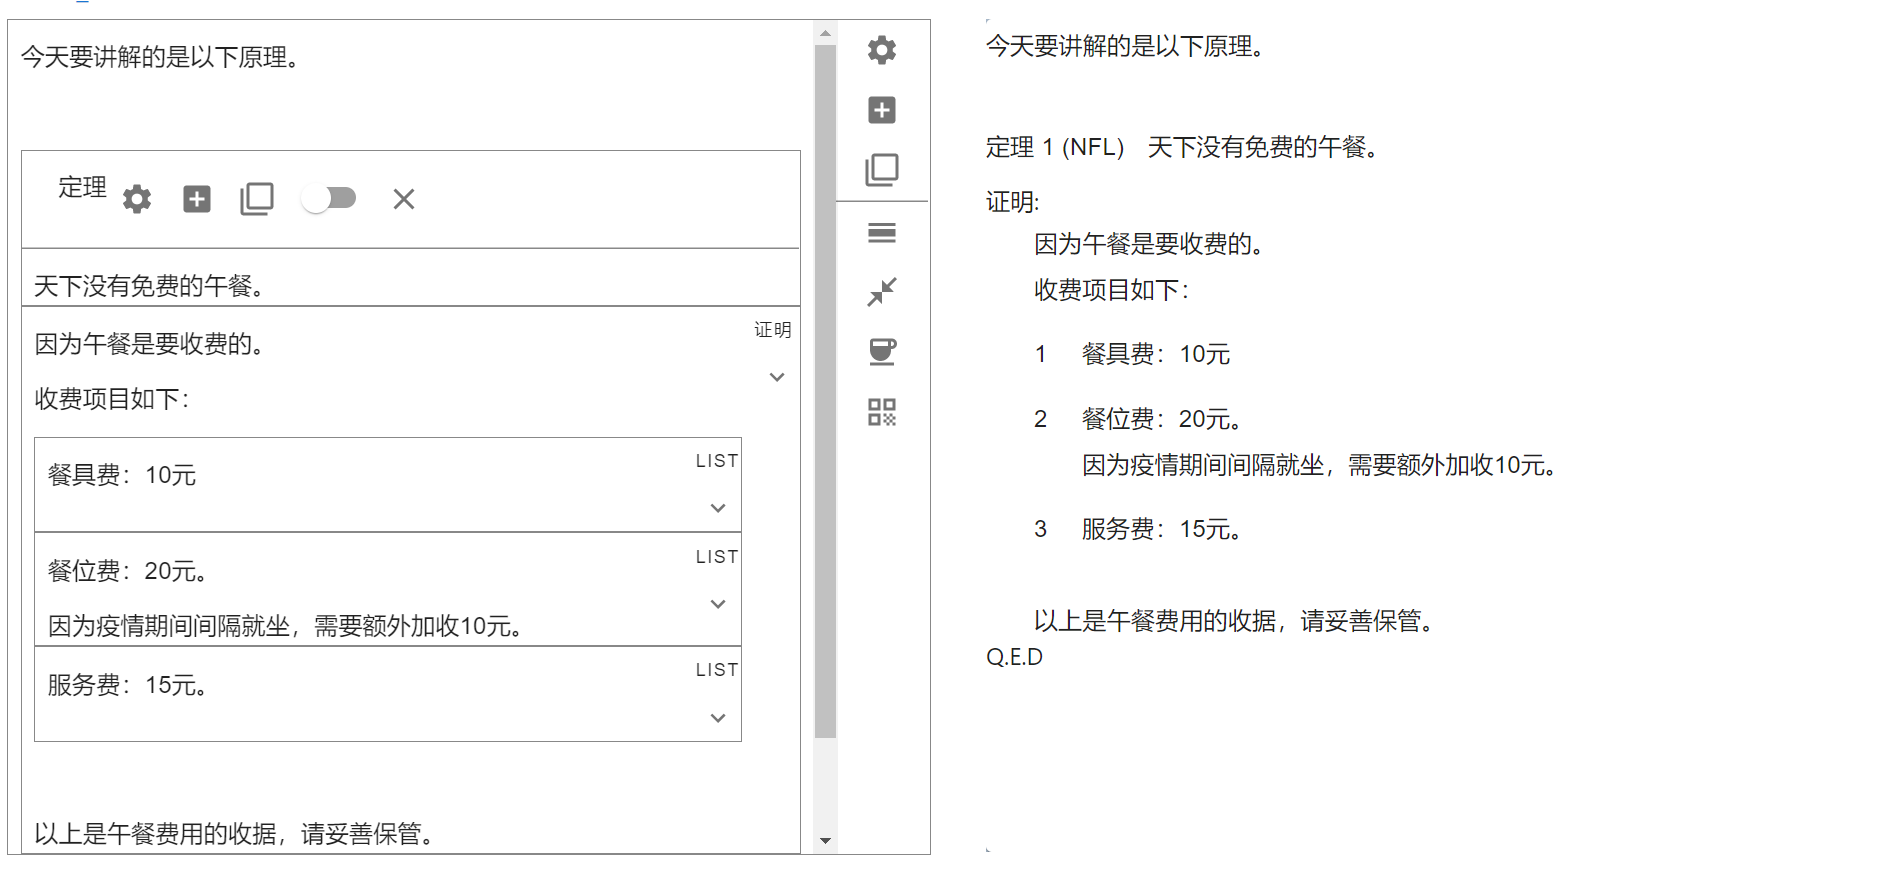 今天要讲解的是以下原理。
定理
天下没有免费的午餐。
因为午餐是要收费的。
证明
收费项目如下：
餐具费：10元
LIST
餐位费：20元。
LIST
因为疫情期间间隔就坐，需要额外加收10元。
服务费：15元。
LIST
以上是午餐费用的收据，请妥善保管。
今天要讲解的是以下原理。
定理 1 (NFL) 天下没有免费的午餐。
证明:
因为午餐是要收费的。
收费项目如下：
1 餐具费：10元
2 餐位费：20元。
因为疫情期间间隔就坐，需要额外加收10元。
3 服务费：15元。
以上是午餐费用的收据，请妥善保管。
Q.E.D